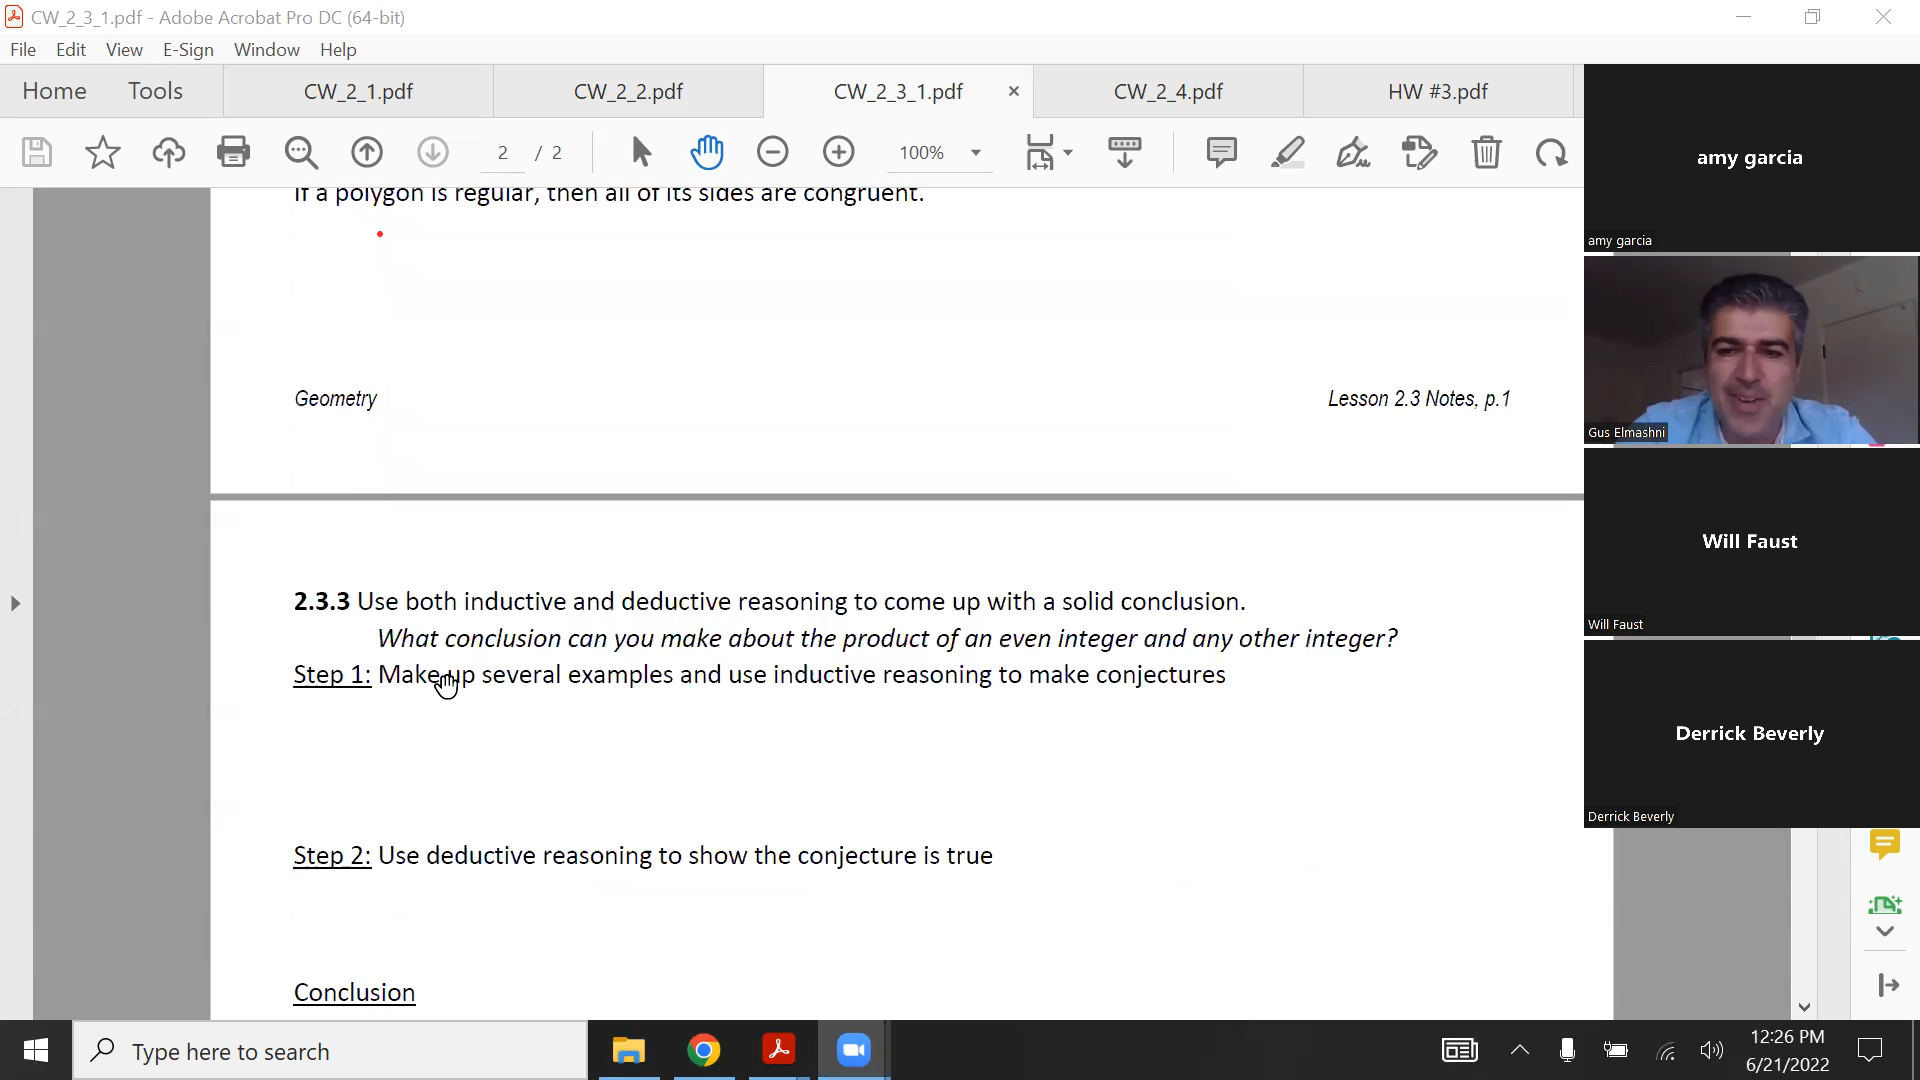 CW_2_3_1.pdf - Adobe Acrobat Pro DC (64-bit)
File Edit View E-Sign Window Help
Home Tools CW_2_1.pdf CW_2_2.pdf CW_2_3_1.pdf × CW_2_4.pdf HW #3.pdf
2 / 2 100%
If a polygon is regular, then all of its sides are congruent.
Geometry Lesson 2.3 Notes, p.1
2.3.3 Use both inductive and deductive reasoning to come up with a solid conclusion.
What conclusion can you make about the product of an even integer and any other integer?
Step 1: Make up several examples and use inductive reasoning to make conjectures
Step 2: Use deductive reasoning to show the conjecture is true
Conclusion
amy garcia
amy garcia
Gus Elmashni
Will Faust
Will Faust
Derrick Beverly
Derrick Beverly
Type here to search
12:26 PM
6/21/2022